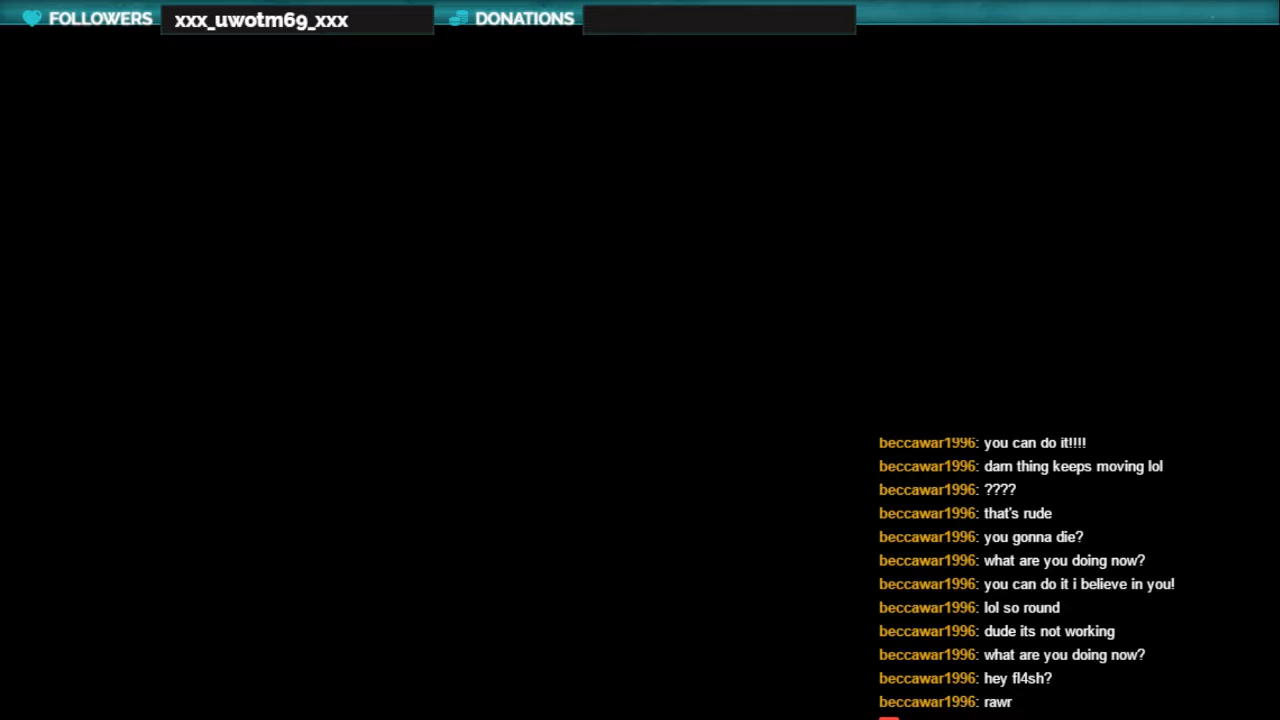 FOLLOWERS xxx_uwotm69_xxx DONATIONS
beccawar1996: you can do it!!!!
beccawar1996: darn thing keeps moving lol
beccawar1996: ????
beccawar1996: that's rude
beccawar1996: you gonna die?
beccawar1996: what are you doing now?
beccawar1996: you can do it i believe in you!
beccawar1996: lol so round
beccawar1996: dude its not working
beccawar1996: what are you doing now?
beccawar1996: hey fl4sh?
beccawar1996: rawr